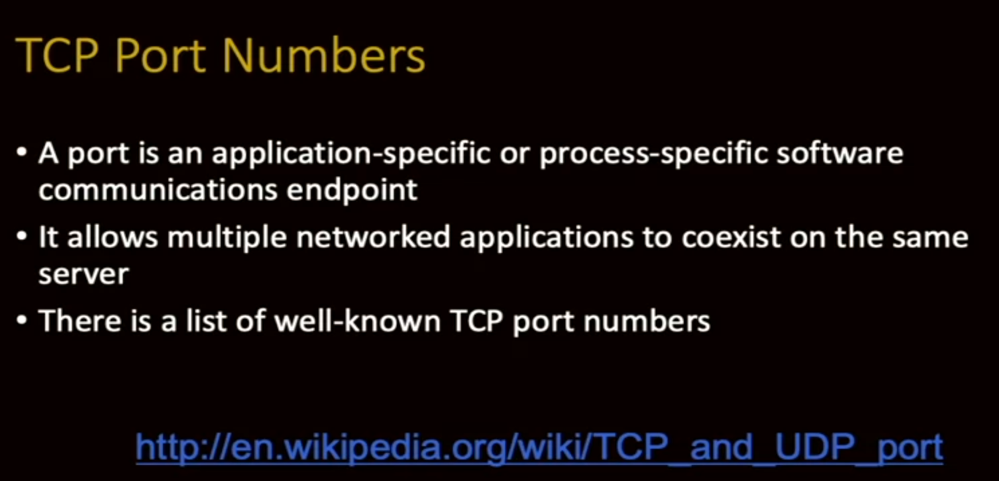 TCP Port Numbers
• A port is an application-specific or process-specific software
communications endpoint
• It allows multiple networked applications to coexist on the same
server
• There is a list of well-known TCP port numbers
http://en.wikipedia.org/wiki/TCP_and_UDP_port